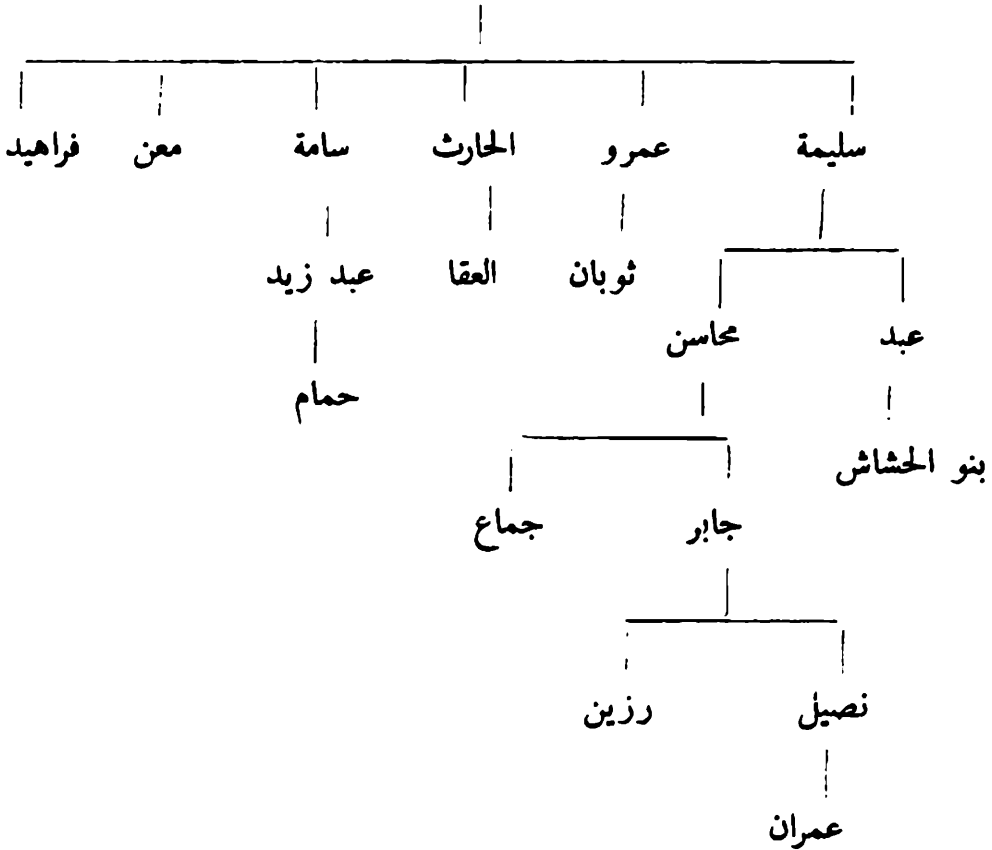 سليمة عمرو الحارث سامة معن فراهيد
ثوبان العقا عبد زيد
عبد محاسن
حمام
بنو الحشاش
جابر جماع
نصيل رزين
عمران